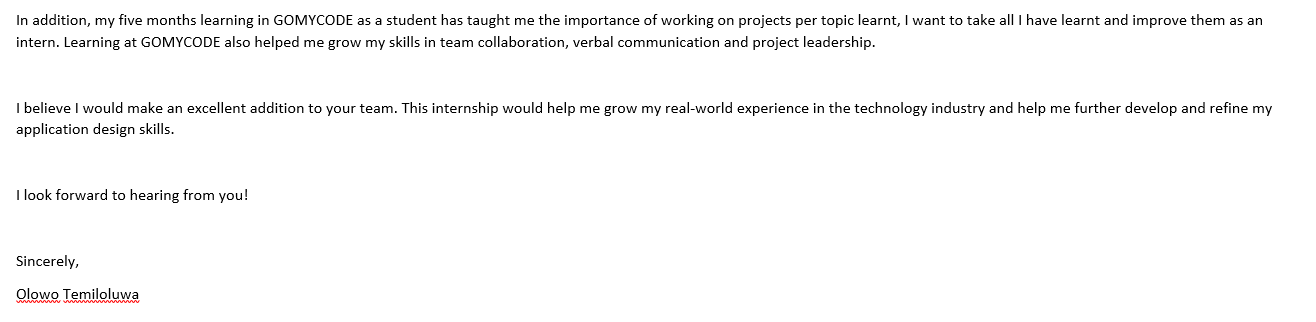 In addition, my five months learning in GOMYCODE as a student has taught me the importance of working on projects per topic learnt, I want to take all I have learnt and improve them as an
intern. Learning at GOMYCODE also helped me grow my skills in team collaboration, verbal communication and project leadership.
I believe I would make an excellent addition to your team. This internship would help me grow my real-world experience in the technology industry and help me further develop and refine my
application design skills.
I look forward to hearing from you!
Sincerely,
Olowo Temiloluwa